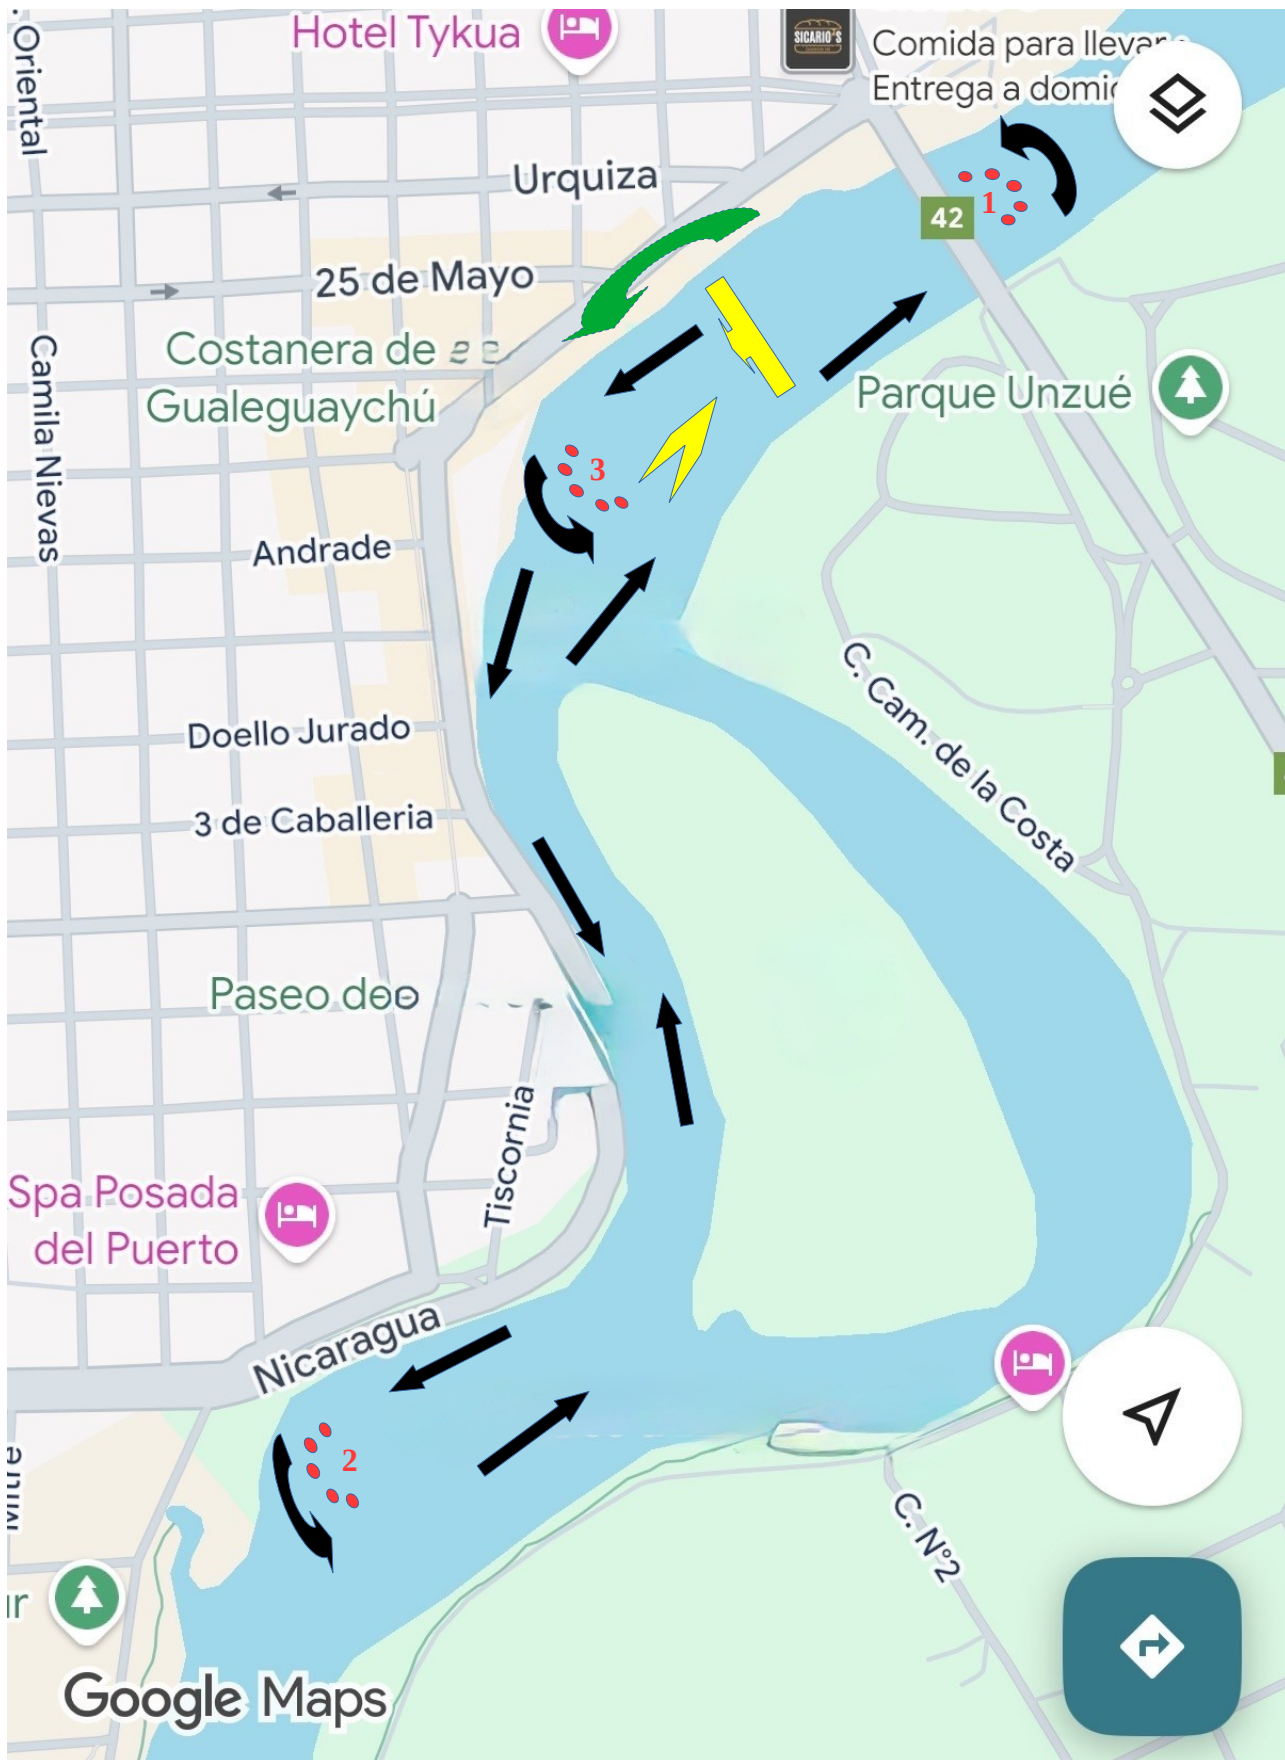 Hotel Tykua
SICARIO'S
Comida para llevar
Entrega a domic
. Oriental
Urquiza
42
1
25 de Mayo
Costanera de
Gualeguaychú
Parque Unzué
Camila Nievas
3
Andrade
C. Cam. de la Costa
Doello Jurado
3 de Caballeria
Paseo de
Tiscornia
Spa Posada
del Puerto
Nicaragua
2
C. N°2
ur
Google Maps